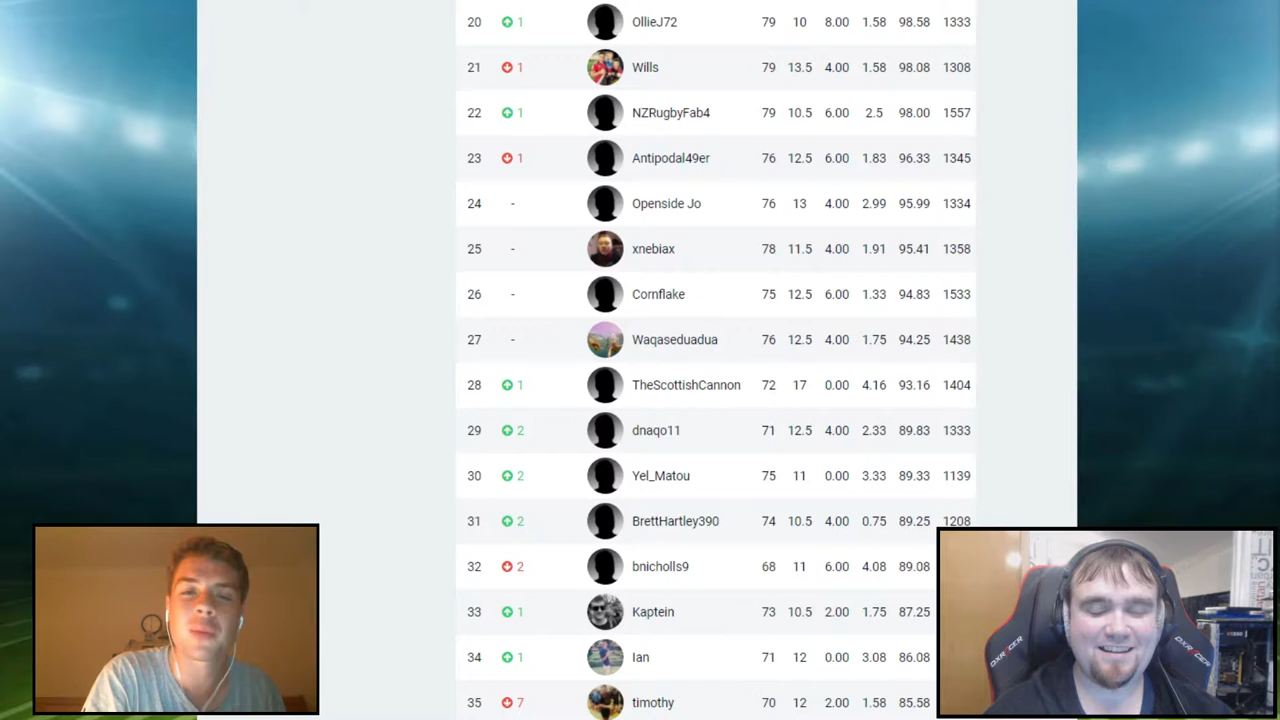 20 1 OllieJ72 79 10 8.00 1.58 98.58 1333
21 1 Wills 79 13.5 4.00 1.58 98.08 1308
22 1 NZRugbyFab4 79 10.5 6.00 2.5 98.00 1557
23 1 Antipodal49er 76 12.5 6.00 1.83 96.33 1345
24 - Openside Jo 76 13 4.00 2.99 95.99 1334
25 - xnebiax 78 11.5 4.00 1.91 95.41 1358
26 - Cornflake 75 12.5 6.00 1.33 94.83 1533
27 - Waqaseduadua 76 12.5 4.00 1.75 94.25 1438
28 1 TheScottishCannon 72 17 0.00 4.16 93.16 1404
29 2 dnaqo11 71 12.5 4.00 2.33 89.83 1333
30 2 Yel_Matou 75 11 0.00 3.33 89.33 1139
31 2 BrettHartley390 74 10.5 4.00 0.75 89.25 1208
32 2 bnicholls9 68 11 6.00 4.08 89.08
33 1 Kaptein 73 10.5 2.00 1.75 87.25
34 1 Ian 71 12 0.00 3.08 86.08
35 7 timothy 70 12 2.00 1.58 85.58
DXRACER DXRACER